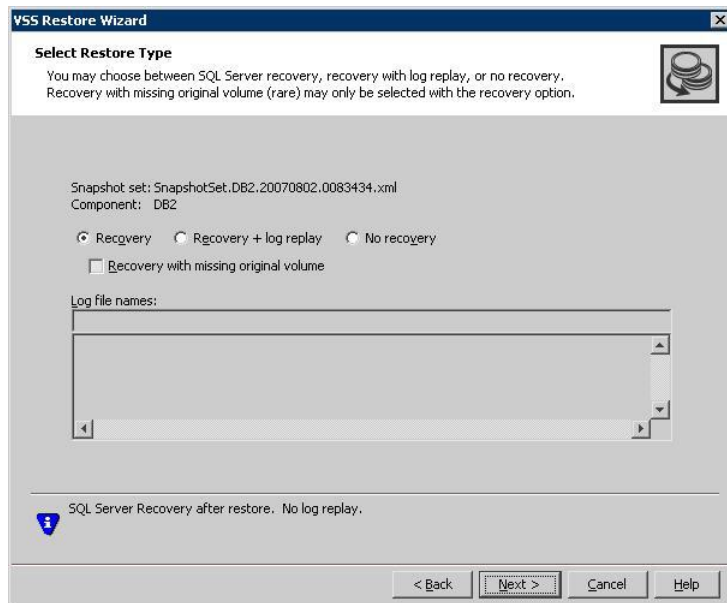 VSS Restore Wizard
Select Restore Type
You may choose between SQL Server recovery, recovery with log replay, or no recovery.
Recovery with missing original volume (rare) may only be selected with the recovery option.
Snapshot set: SnapshotSet.DB2.20070802.0083434.xml
Component: DB2
Recovery Recovery + log replay No recovery
Recovery with missing original volume
Log file names:
SQL Server Recovery after restore. No log replay.
< Back Next > Cancel Help